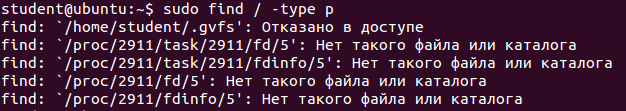 student@ubuntu:~$ sudo find / -type p
find: `/home/student/.gvfs': Отказано в доступе
find: `/proc/2911/task/2911/fd/5': Нет такого файла или каталога
find: `/proc/2911/task/2911/fdinfo/5': Нет такого файла или каталога
find: `/proc/2911/fd/5': Нет такого файла или каталога
find: `/proc/2911/fdinfo/5': Нет такого файла или каталога